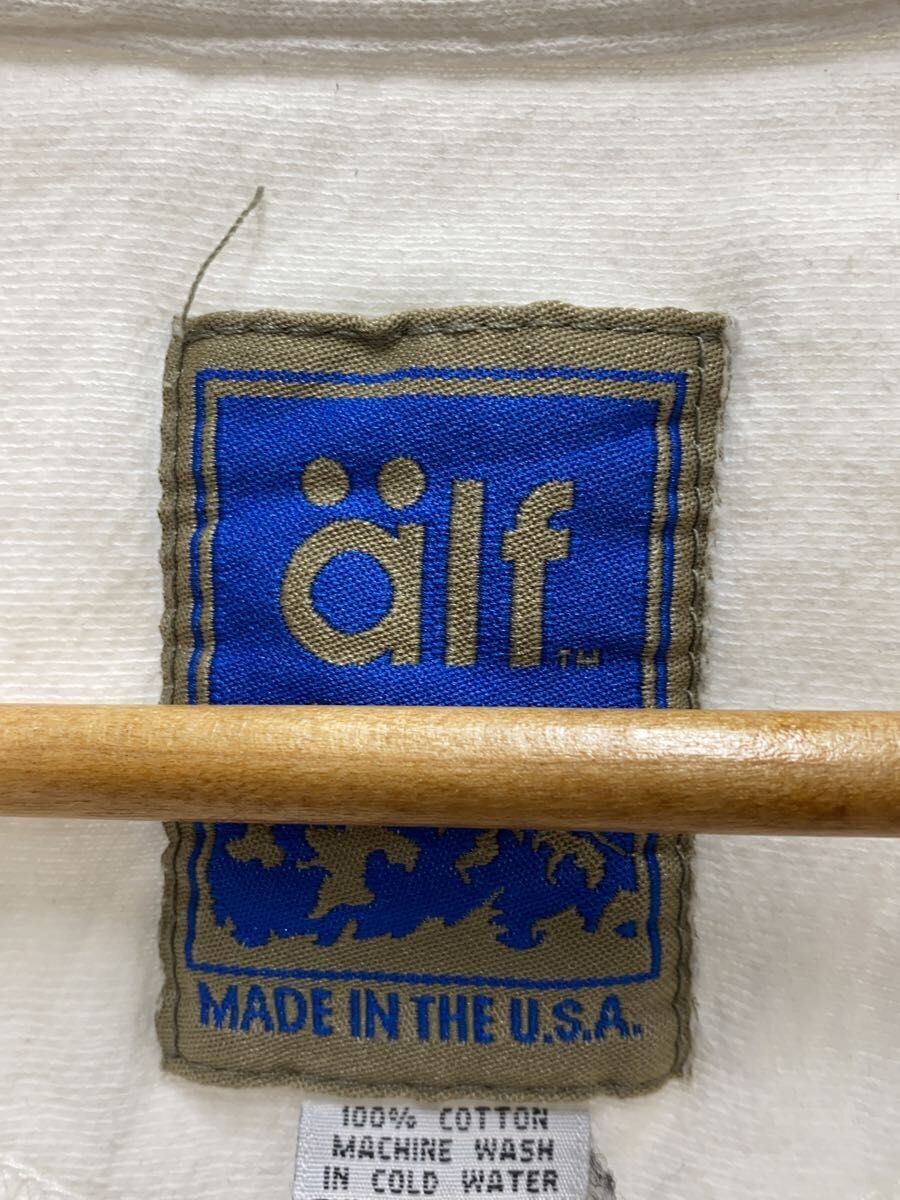 älf TM
MADE IN THE U.S.A.
100% COTTON
MACHINE WASH
IN COLD WATER